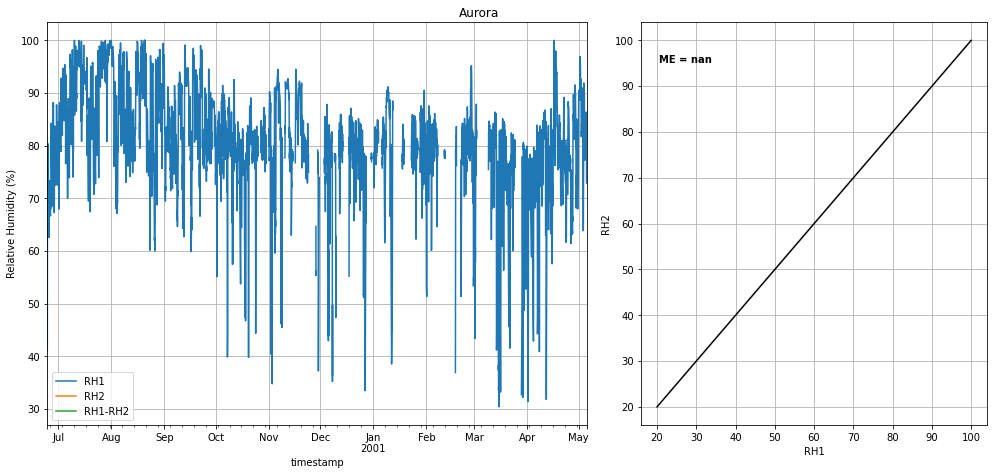 Aurora
Relative Humidity (%)
100
90
80
70
60
50
40
30
RH1
RH2
RH1-RH2
Jul Aug Sep Oct Nov Dec Jan Feb Mar Apr May
2001
timestamp
ME = nan
RH2
100
90
80
70
60
50
40
30
20
20 30 40 50 60 70 80 90 100
RH1